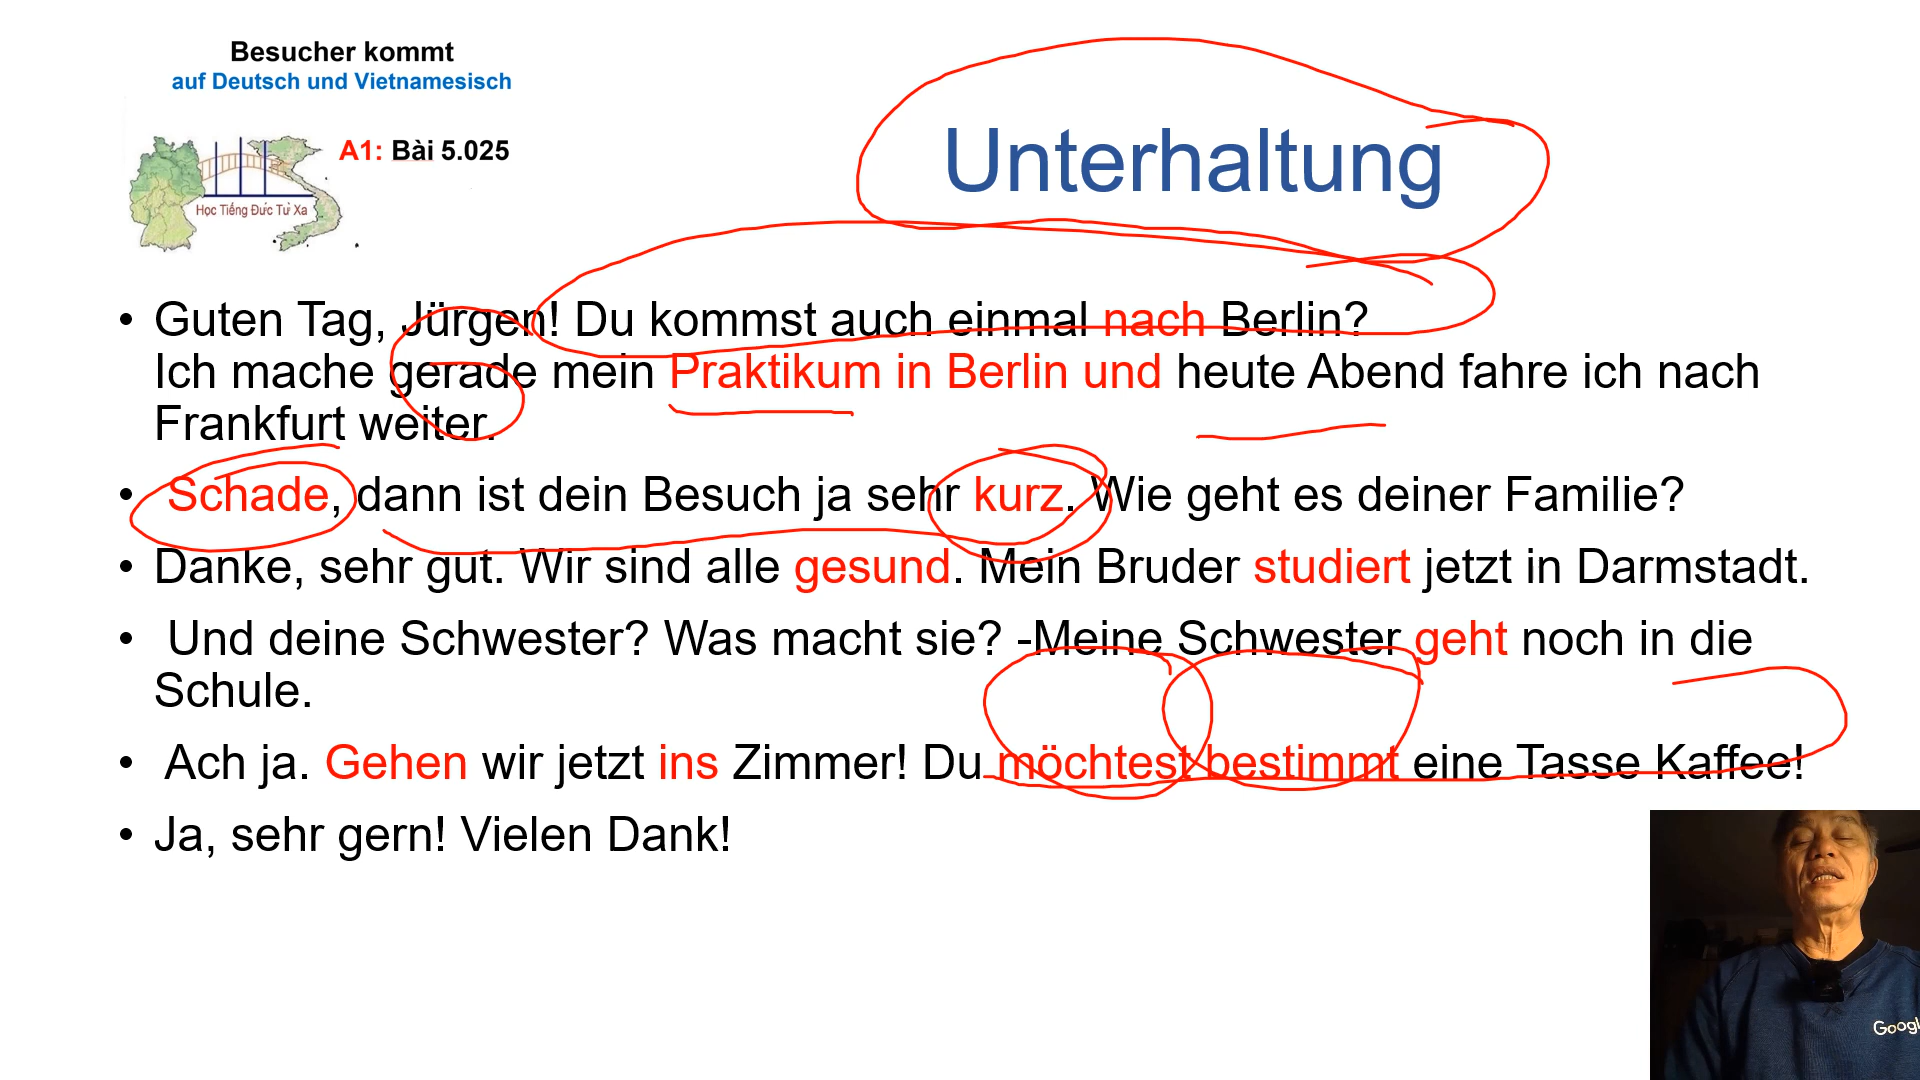 Besucher kommt
auf Deutsch und Vietnamesisch
A1: Bài 5.025
Học Tiếng Đức Từ Xa
Unterhaltung
• Guten Tag, Jürgen! Du kommst auch einmal nach Berlin?
Ich mache gerade mein Praktikum in Berlin und heute Abend fahre ich nach
Frankfurt weiter.
• Schade, dann ist dein Besuch ja sehr kurz. Wie geht es deiner Familie?
• Danke, sehr gut. Wir sind alle gesund. Mein Bruder studiert jetzt in Darmstadt.
• Und deine Schwester? Was macht sie? -Meine Schwester geht noch in die
Schule.
• Ach ja. Gehen wir jetzt ins Zimmer! Du möchtest bestimmt eine Tasse Kaffee!
• Ja, sehr gern! Vielen Dank!
Googl